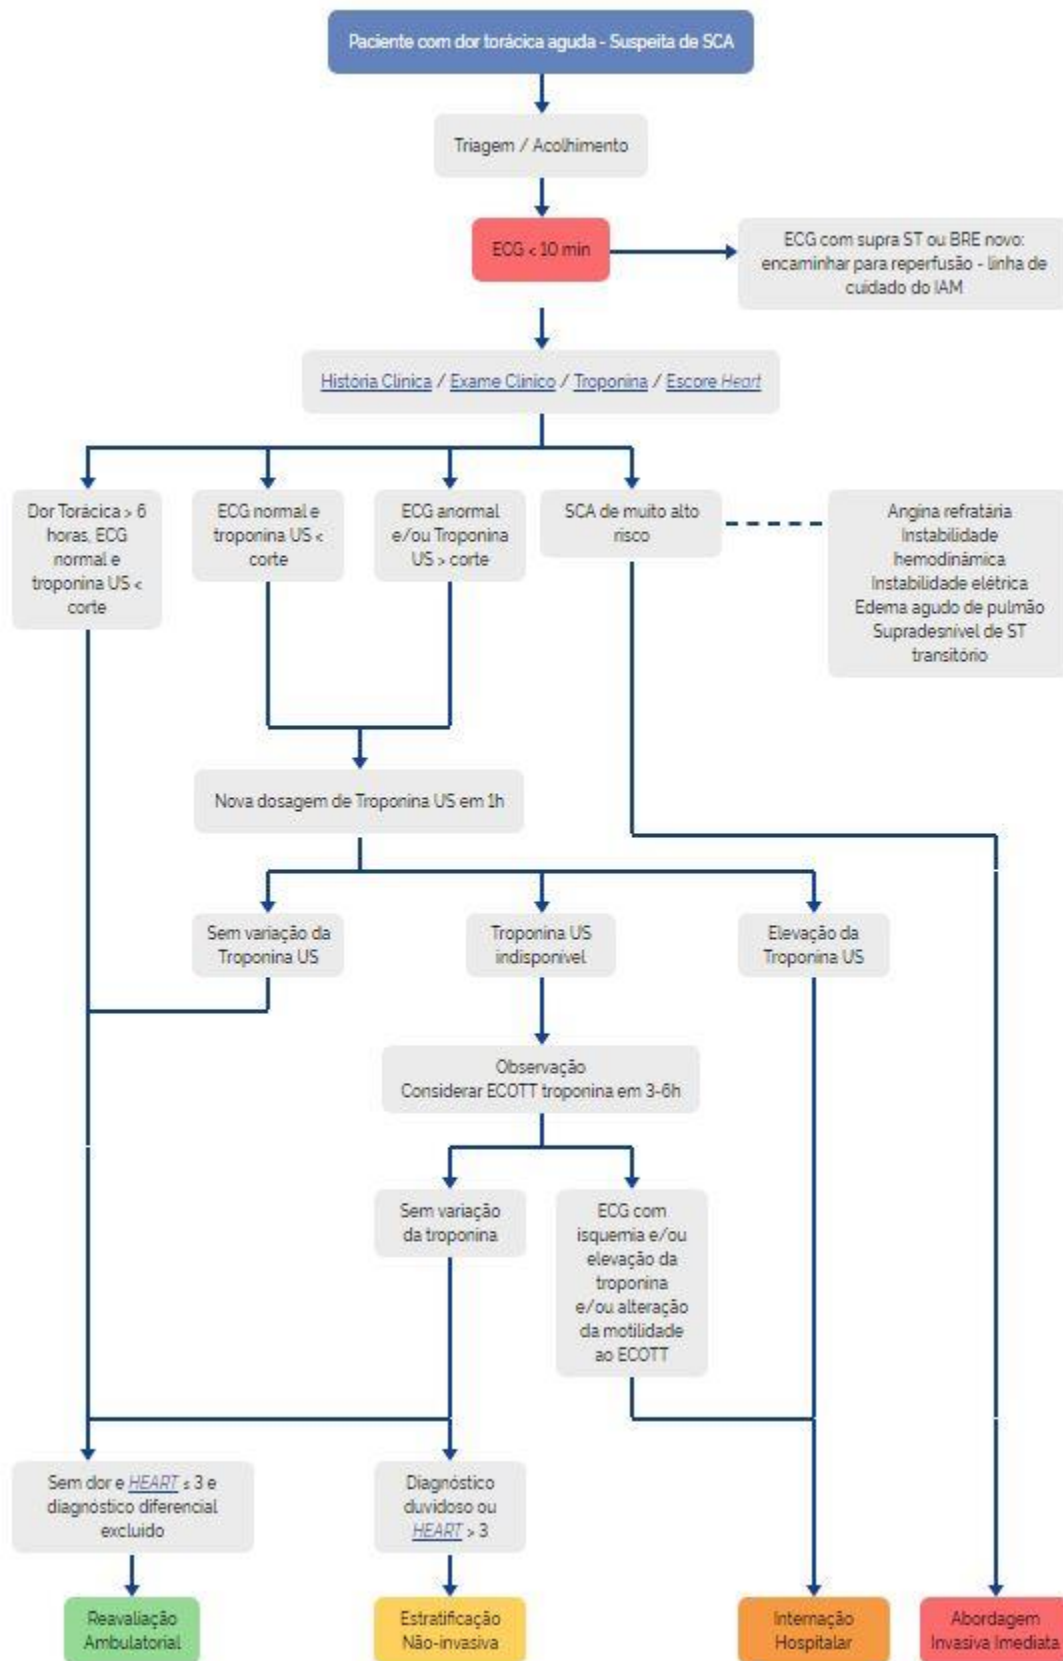 Paciente com dor torácica aguda - Suspeita de SCA
Triagem / Acolhimento
ECG < 10 min
ECG com supra ST ou BRE novo:
encaminhar para reperfusão - linha de
cuidado do IAM
História Clínica / Exame Clínico / Troponina / Escore Heart
Dor Torácica > 6
horas, ECG
normal e
troponina US <
corte
ECG normal e
troponina US <
corte
ECG anormal
e/ou Troponina
US > corte
SCA de muito alto
risco
Angina refratária
Instabilidade
hemodinâmica
Instabilidade elétrica
Edema agudo de pulmão
Supradesnível de ST
transitório
Nova dosagem de Troponina US em 1h
Sem variação da
Troponina US
Troponina US
indisponível
Elevação da
Troponina US
Observação
Considerar ECOTT troponina em 3-6h
Sem variação
da troponina
ECG com
isquemia e/ou
elevação da
troponina
e/ou alteração
da motilidade
ao ECOTT
Sem dor e HEART ≤ 3 e
diagnóstico diferencial
excluído
Diagnóstico
duvidoso ou
HEART > 3
Reavaliação
Ambulatorial
Estratificação
Não-invasiva
Internação
Hospitalar
Abordagem
Invasiva Imediata